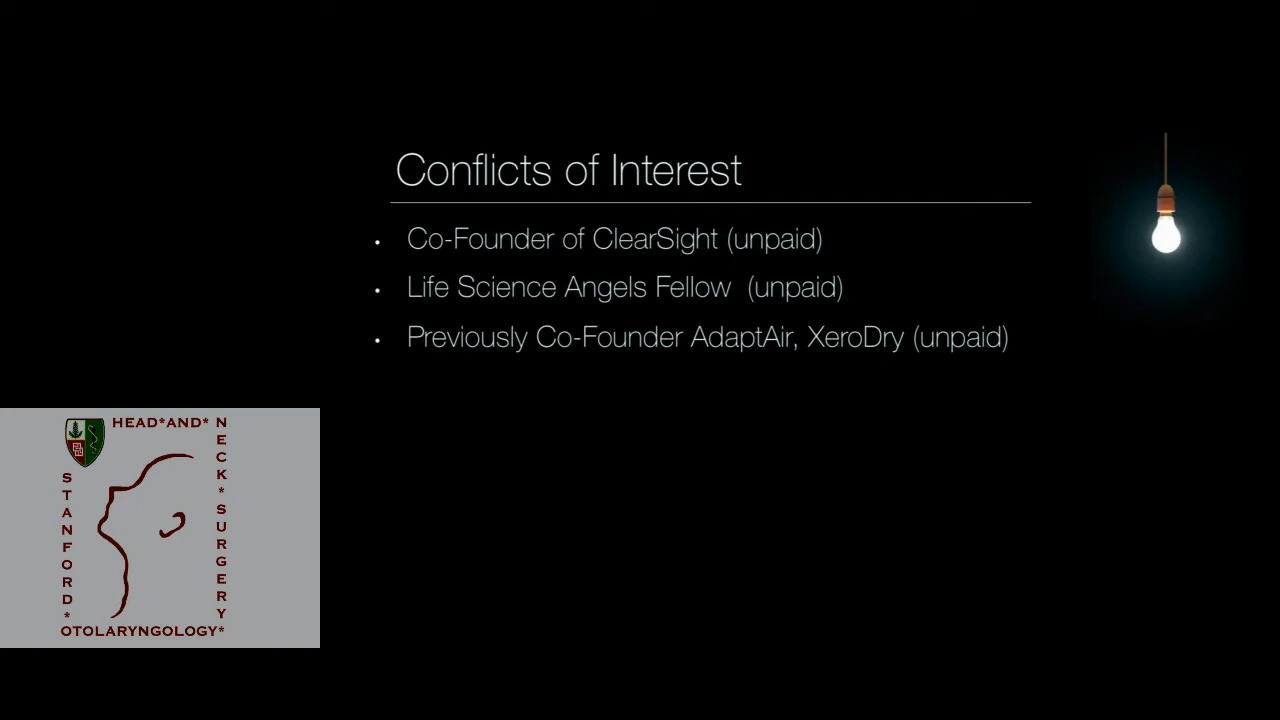 Conflicts of Interest
• Co-Founder of ClearSight (unpaid)
• Life Science Angels Fellow (unpaid)
• Previously Co-Founder AdaptAir, XeroDry (unpaid)
HEAD*AND*
NECK*SURGERY*
STANFORD*
OTOLARYNGOLOGY*